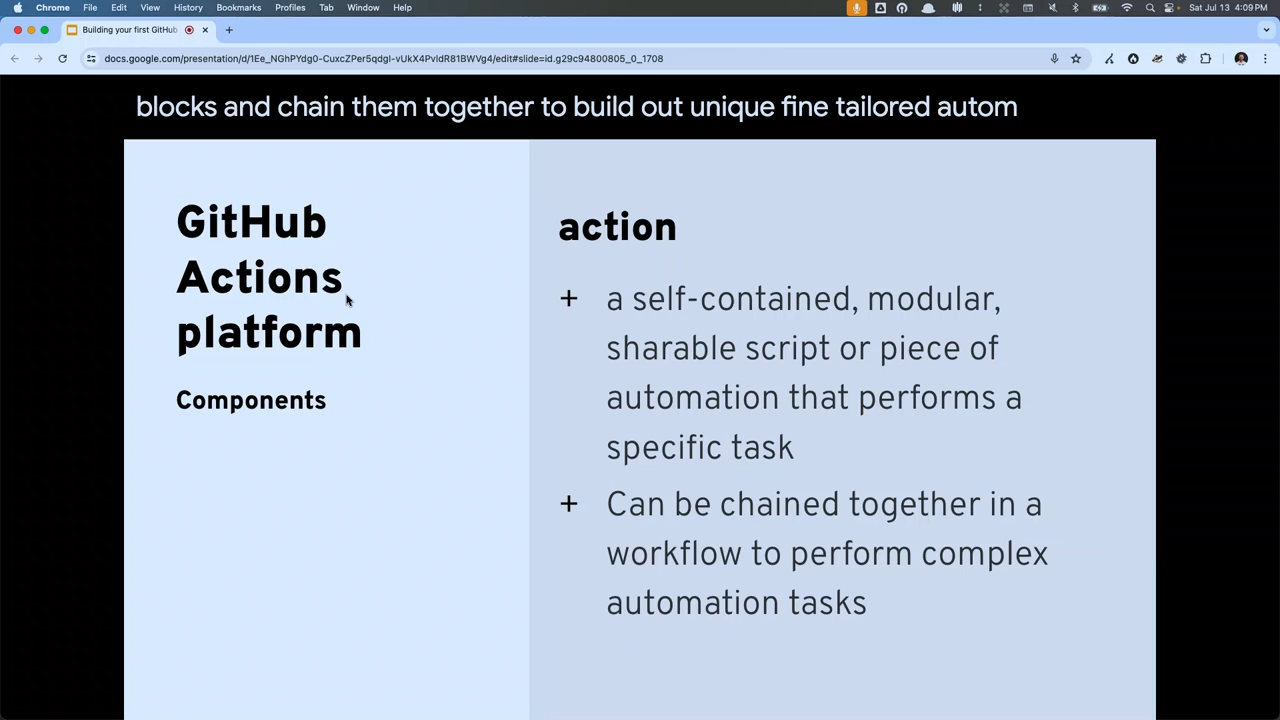 Chrome File Edit View History Bookmarks Profiles Tab Window Help Sat Jul 13 4:09 PM
Building your first GitHub
docs.google.com/presentation/d/1Ee_NGhPYdg0-CuxcZPer5qdgI-vUkX4PvldR81BWVg4/edit#slide=id.g29c94800805_0_1708
blocks and chain them together to build out unique fine tailored autom
GitHub
Actions
platform
Components
action
+ a self-contained, modular,
sharable script or piece of
automation that performs a
specific task
+ Can be chained together in a
workflow to perform complex
automation tasks